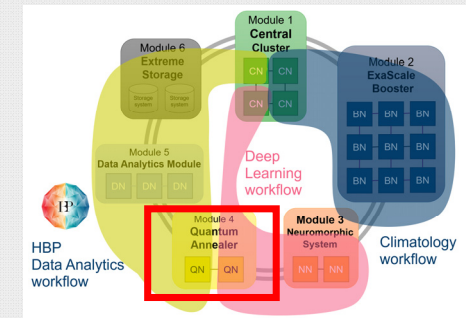 Module 1
Central
Cluster
CN CN
CN CN
Module 6
Extreme
Storage
Storage
system
Storage
system
Module 2
ExaScale
Booster
BN BN BN
BN BN BN
BN BN BN
Module 5
Data Analytics Module
DN DN DN
Deep
Learning
workflow
HBP
HBP
Data Analytics
workflow
Module 4
Quantum
Annealer
QN QN
Module 3
Neuromorphic
System
NN NN
Climatology
workflow